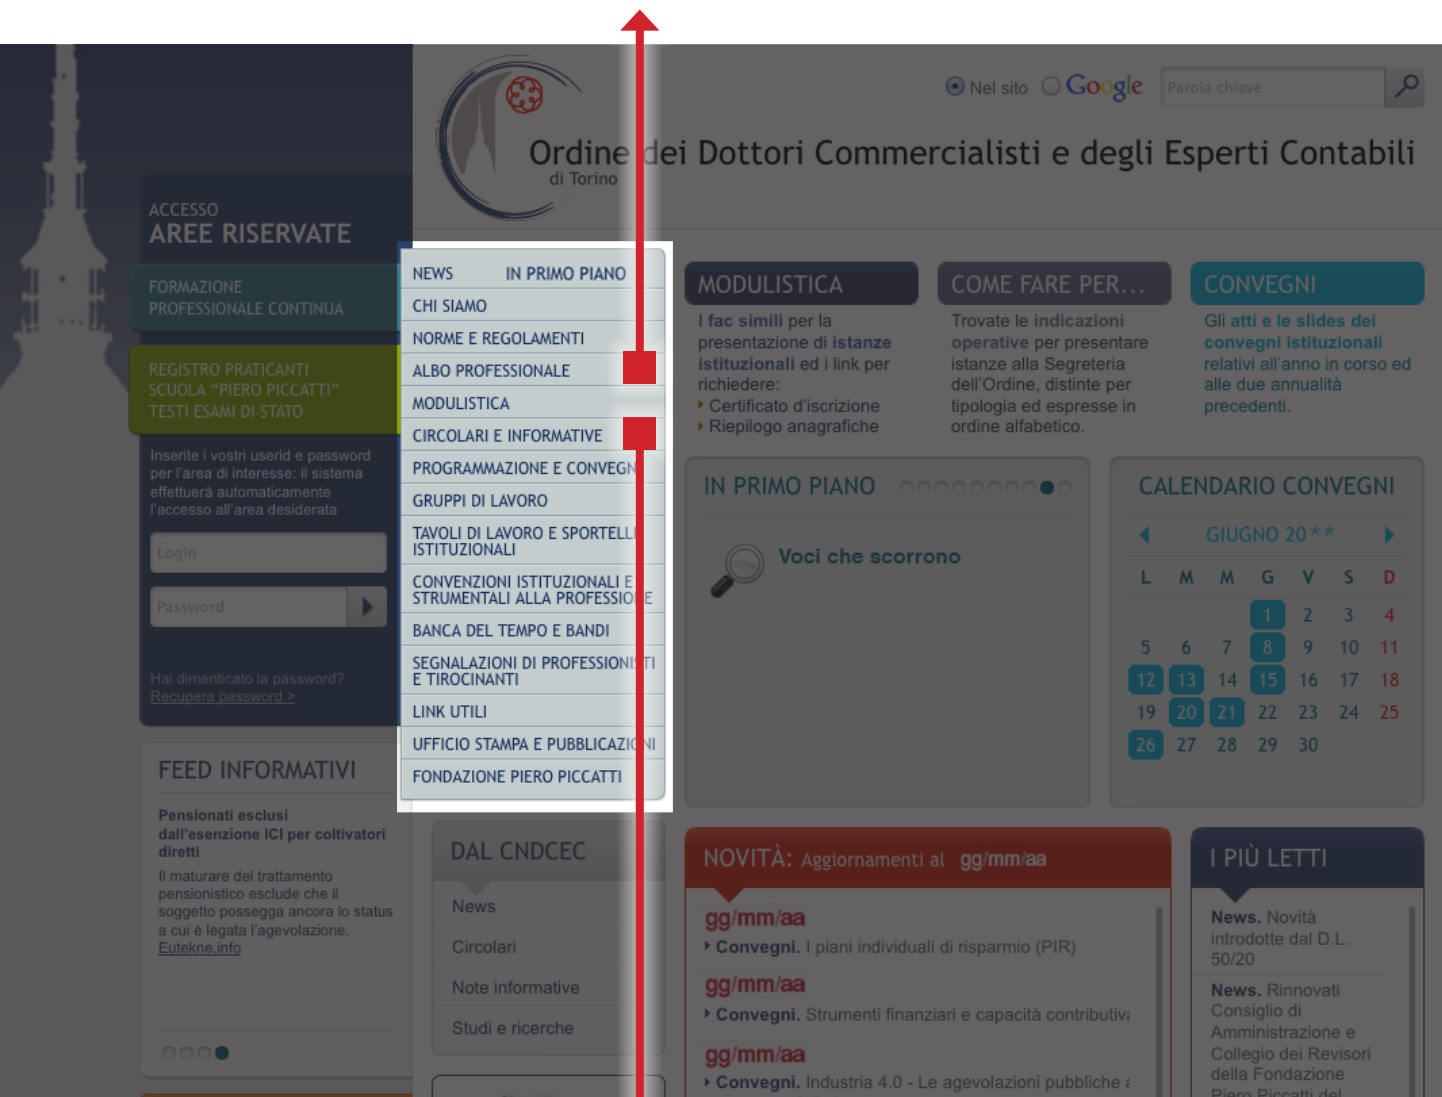 Nel sito
Google
Parola chiave
Ordine dei Dottori Commercialisti e degli Esperti Contabili
di Torino
ACCESSO
AREE RISERVATE
FORMAZIONE
PROFESSIONALE CONTINUA
REGISTRO PRATICANTI
SCUOLA “PIERO PICCATTI”
TESTI ESAMI DI STATO
Inserite i vostri userid e password
per l'area di interesse: il sistema
effettuerà automaticamente
l'accesso all'area desiderata
Login
Password
Hai dimenticato la password?
Recupera password >
FEED INFORMATIVI
Pensionati esclusi
dall'esenzione ICI per coltivatori
diretti
Il maturare del trattamento
pensionistico esclude che il
soggetto possegga ancora lo status
a cui è legata l'agevolazione.
Eutekne.info
NEWS IN PRIMO PIANO
CHI SIAMO
NORME E REGOLAMENTI
ALBO PROFESSIONALE
MODULISTICA
CIRCOLARI E INFORMATIVE
PROGRAMMAZIONE E CONVEGN
GRUPPI DI LAVORO
TAVOLI DI LAVORO E SPORTELLI
ISTITUZIONALI
CONVENZIONI ISTITUZIONALI E
STRUMENTALI ALLA PROFESSIONE
BANCA DEL TEMPO E BANDI
SEGNALAZIONI DI PROFESSIONISTI
E TIROCINANTI
LINK UTILI
UFFICIO STAMPA E PUBBLICAZIONI
FONDAZIONE PIERO PICCATTI
DAL CNDCEC
News
Circolari
Note informative
Studi e ricerche
MODULISTICA
I fac simili per la
presentazione di istanze
istituzionali ed i link per
richiedere:
Certificato d'iscrizione
Riepilogo anagrafiche
COME FARE PER...
Trovate le indicazioni
operative per presentare
istanze alla Segreteria
dell'Ordine, distinte per
tipologia ed espresse in
ordine alfabetico.
CONVEGNI
Gli atti e le slides dei
convegni istituzionali
relativi all'anno in corso ed
alle due annualità
precedenti.
IN PRIMO PIANO
Voci che scorrono
CALENDARIO CONVEGNI
GIUGNO 20**
L M M G V S D
1 2 3 4
5 6 7 8 9 10 11
12 13 14 15 16 17 18
19 20 21 22 23 24 25
26 27 28 29 30
NOVITÀ: Aggiornamenti al gg/mm/aa
gg/mm/aa
Convegni. I piani individuali di risparmio (PIR)
gg/mm/aa
Convegni. Strumenti finanziari e capacità contributiva
gg/mm/aa
Convegni. Industria 4.0 - Le agevolazioni pubbliche a
I PIÙ LETTI
News. Novità
introdotte dal D.L.
50/20
News. Rinnovati
Consiglio di
Amministrazione e
Collegio dei Revisori
della Fondazione
Piero Piccatti del